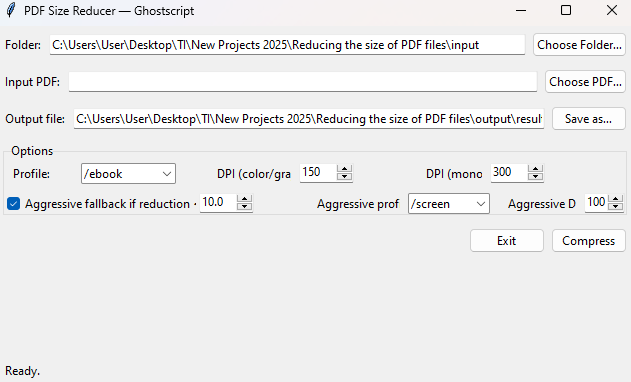 PDF Size Reducer — Ghostscript
Folder: C:\Users\User\Desktop\TI\New Projects 2025\Reducing the size of PDF files\input Choose Folder...
Input PDF: Choose PDF...
Output file: C:\Users\User\Desktop\TI\New Projects 2025\Reducing the size of PDF files\output\resul Save as...
Options
Profile: /ebook DPI (color/gra 150 DPI (mono 300
Aggressive fallback if reduction 10.0 Aggressive prof /screen Aggressive D 100
Exit Compress
Ready.